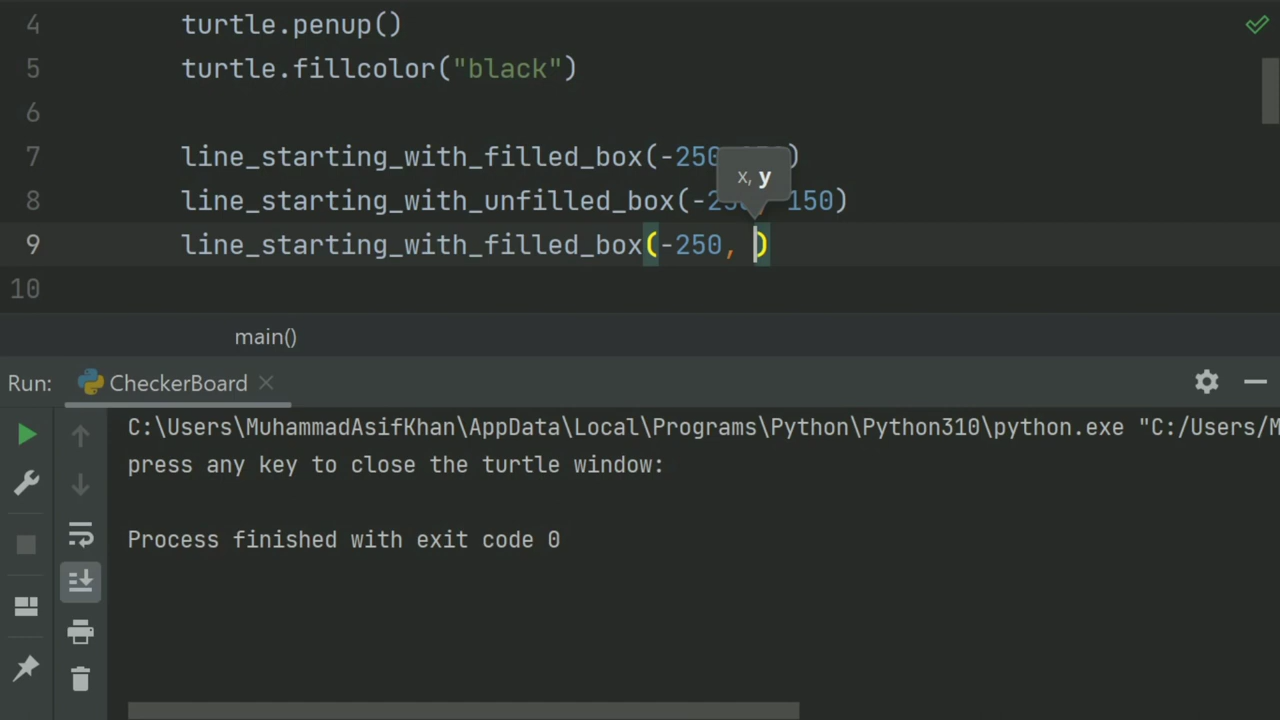 4 turtle.penup()
5 turtle.fillcolor("black")
6
7 line_starting_with_filled_box(-250 )
x, y
8 line_starting_with_unfilled_box(-250, 150)
9 line_starting_with_filled_box(-250, )
10
main()
Run: CheckerBoard
C:\Users\MuhammadAsifKhan\AppData\Local\Programs\Python\Python310\python.exe "C:/Users/M
press any key to close the turtle window:
Process finished with exit code 0